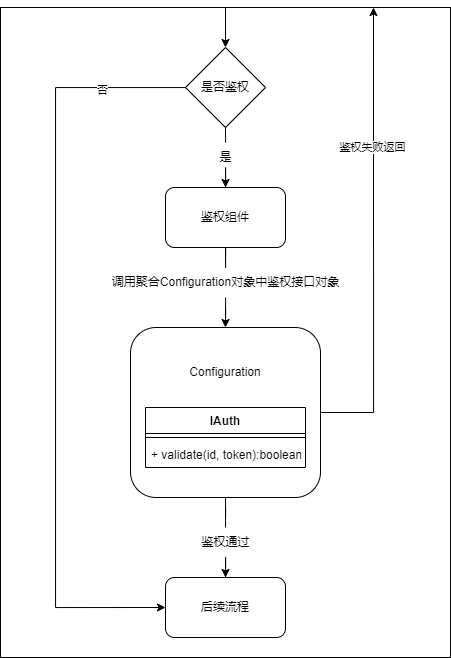 是否鉴权
否
鉴权失败返回
是
鉴权组件
调用聚合Configuration对象中鉴权接口对象
Configuration
IAuth
+ validate(id, token):boolean
鉴权通过
后续流程